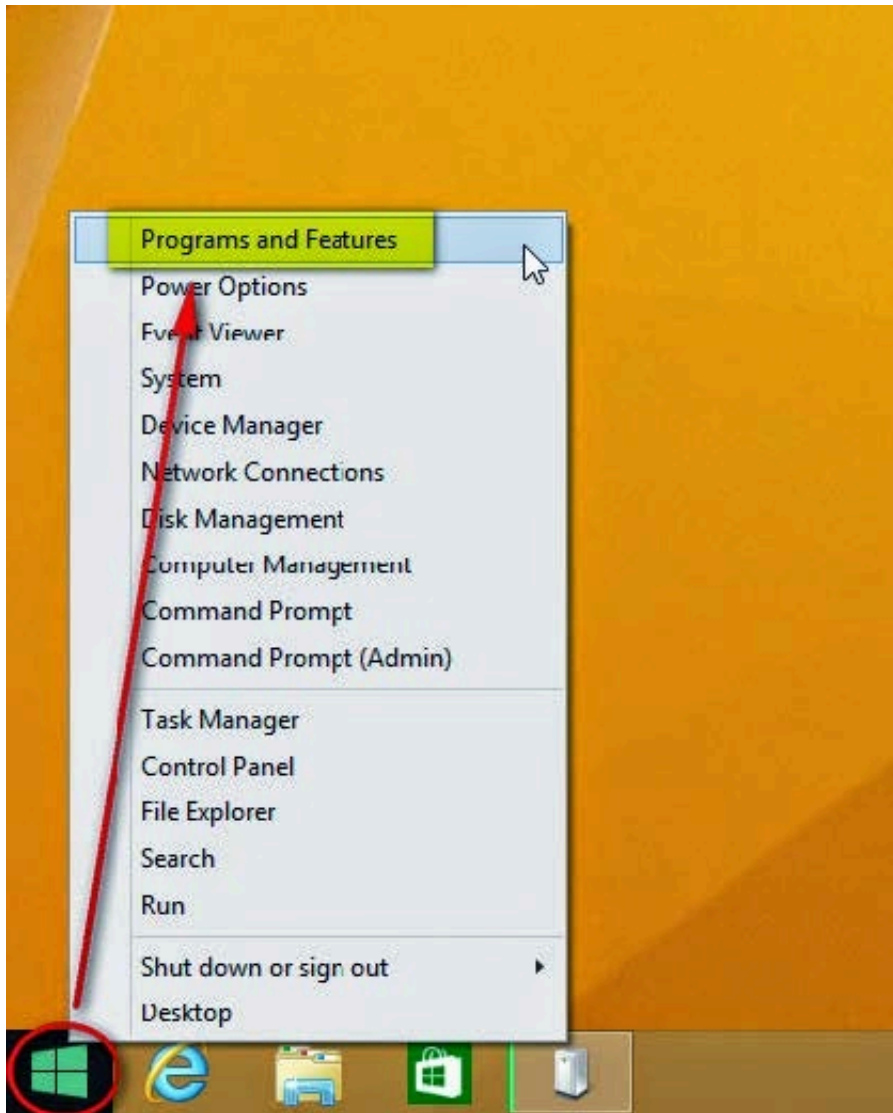 Programs and Features
Power Options
Event Viewer
System
Device Manager
Network Connections
Disk Management
Computer Management
Command Prompt
Command Prompt (Admin)
Task Manager
Control Panel
File Explorer
Search
Run
Shut down or sign out
Desktop